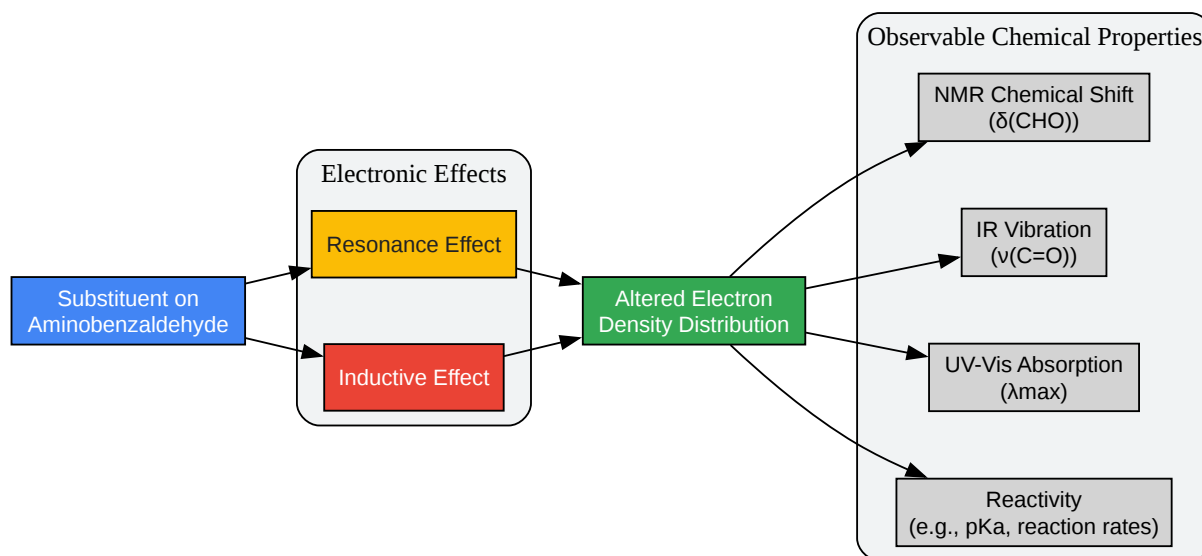 Substituent on
Aminobenzaldehyde
Electronic Effects
Resonance Effect
Inductive Effect
Altered Electron
Density Distribution
Observable Chemical Properties
NMR Chemical Shift
(δ(CHO))
IR Vibration
(ν(C=O))
UV-Vis Absorption
(λmax)
Reactivity
(e.g., pKa, reaction rates)